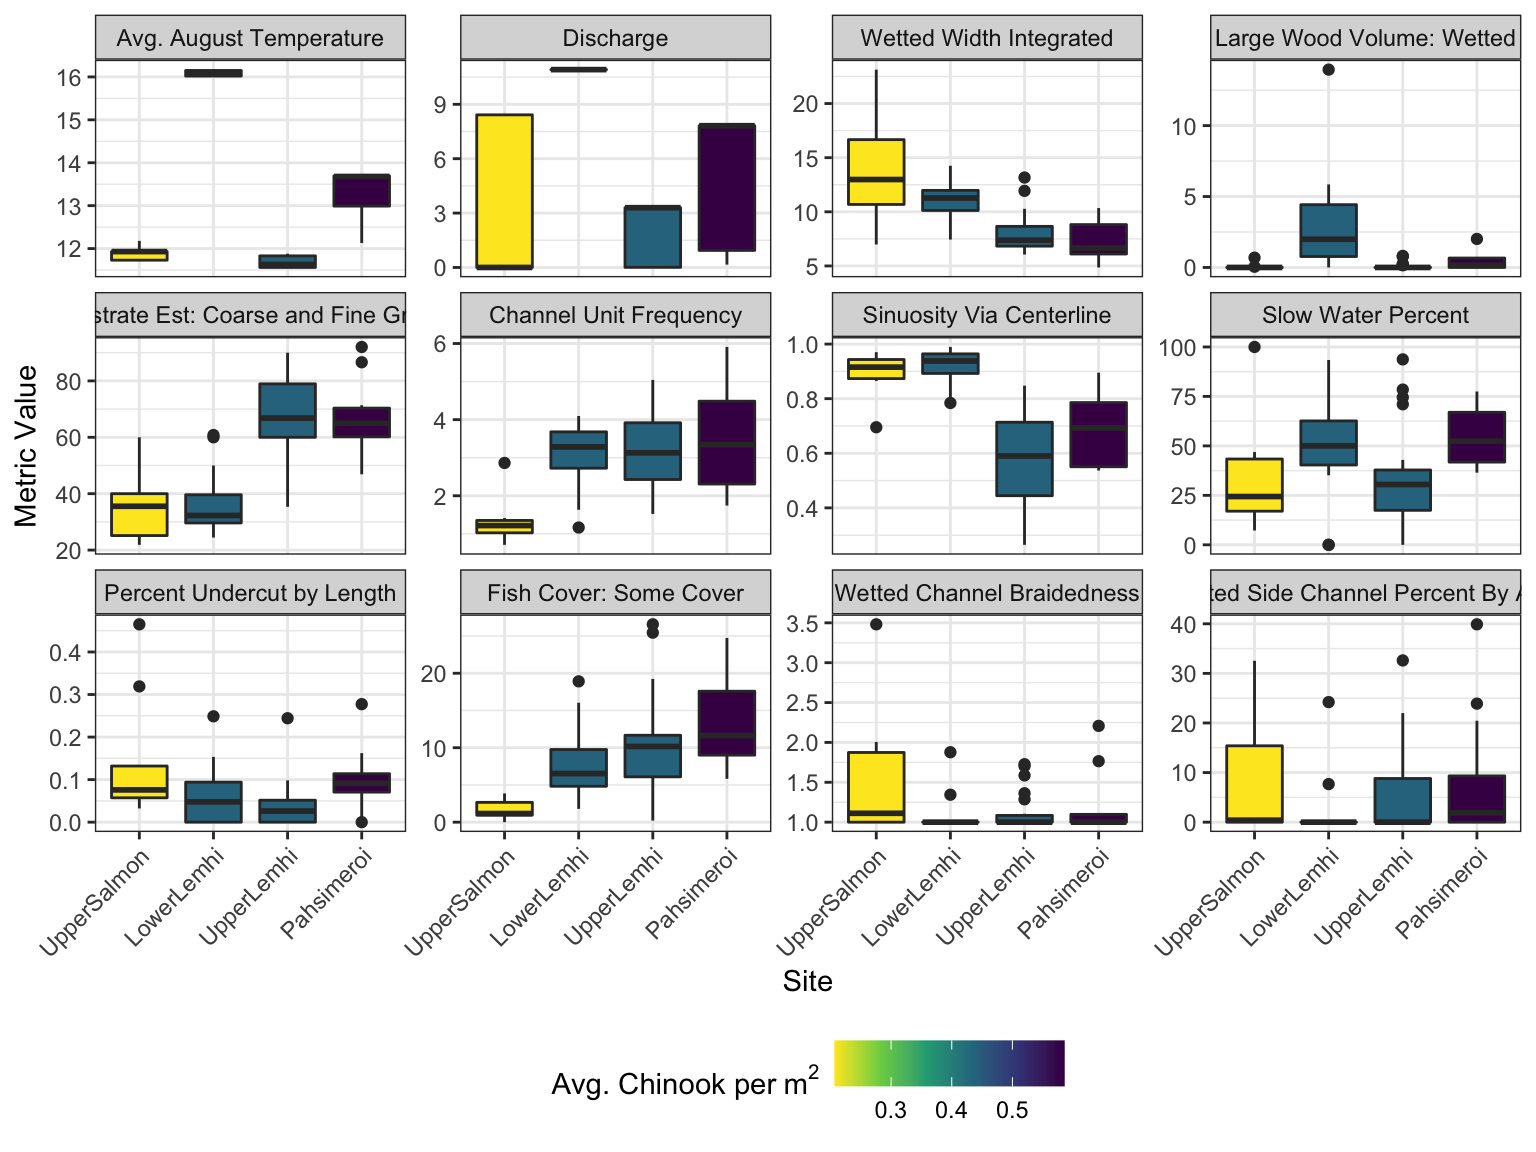 Avg. August Temperature
Discharge
Wetted Width Integrated
Large Wood Volume: Wetted
16
15
14
13
12
9
6
3
0
20
15
10
5
10
5
0
strate Est: Coarse and Fine Gr
Channel Unit Frequency
Sinuosity Via Centerline
Slow Water Percent
80
60
40
20
6
4
2
1.0
0.8
0.6
0.4
100
75
50
25
0
Metric Value
Percent Undercut by Length
Fish Cover: Some Cover
Wetted Channel Braidedness
ted Side Channel Percent By A
0.4
0.3
0.2
0.1
0.0
20
10
0
3.5
3.0
2.5
2.0
1.5
1.0
40
30
20
10
0
UpperSalmon
LowerLemhi
UpperLemhi
Pahsimeroi
UpperSalmon
LowerLemhi
UpperLemhi
Pahsimeroi
UpperSalmon
LowerLemhi
UpperLemhi
Pahsimeroi
UpperSalmon
LowerLemhi
UpperLemhi
Pahsimeroi
Site
Avg. Chinook per m²
0.3 0.4 0.5